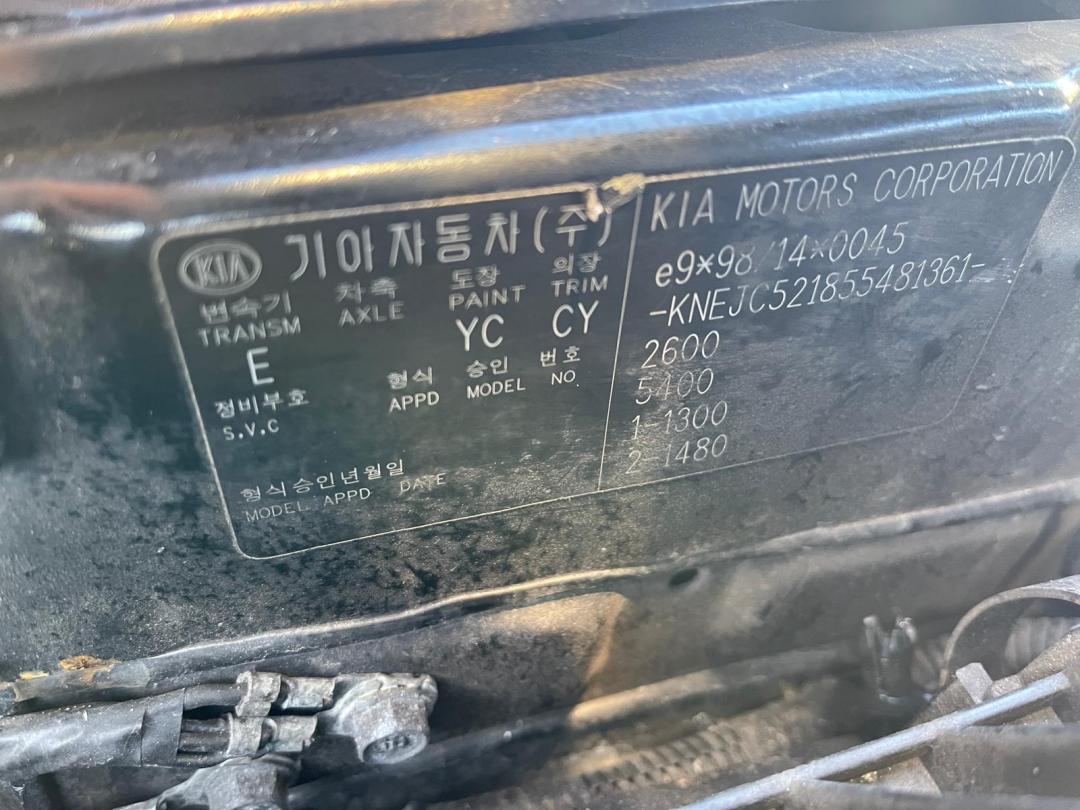 KIA 기아자동차(주)
변속기 차축 도장 의장
TRANSM AXLE PAINT TRIM
E YC CY
정비부호 형식 승인 번호
S.V.C APPD MODEL NO.
형식승인년월일
MODEL APPD DATE
KIA MOTORS CORPORATION
e9*98/14*0045
-KNEJC521855481361-
2600
5400
1-1300
2-1480